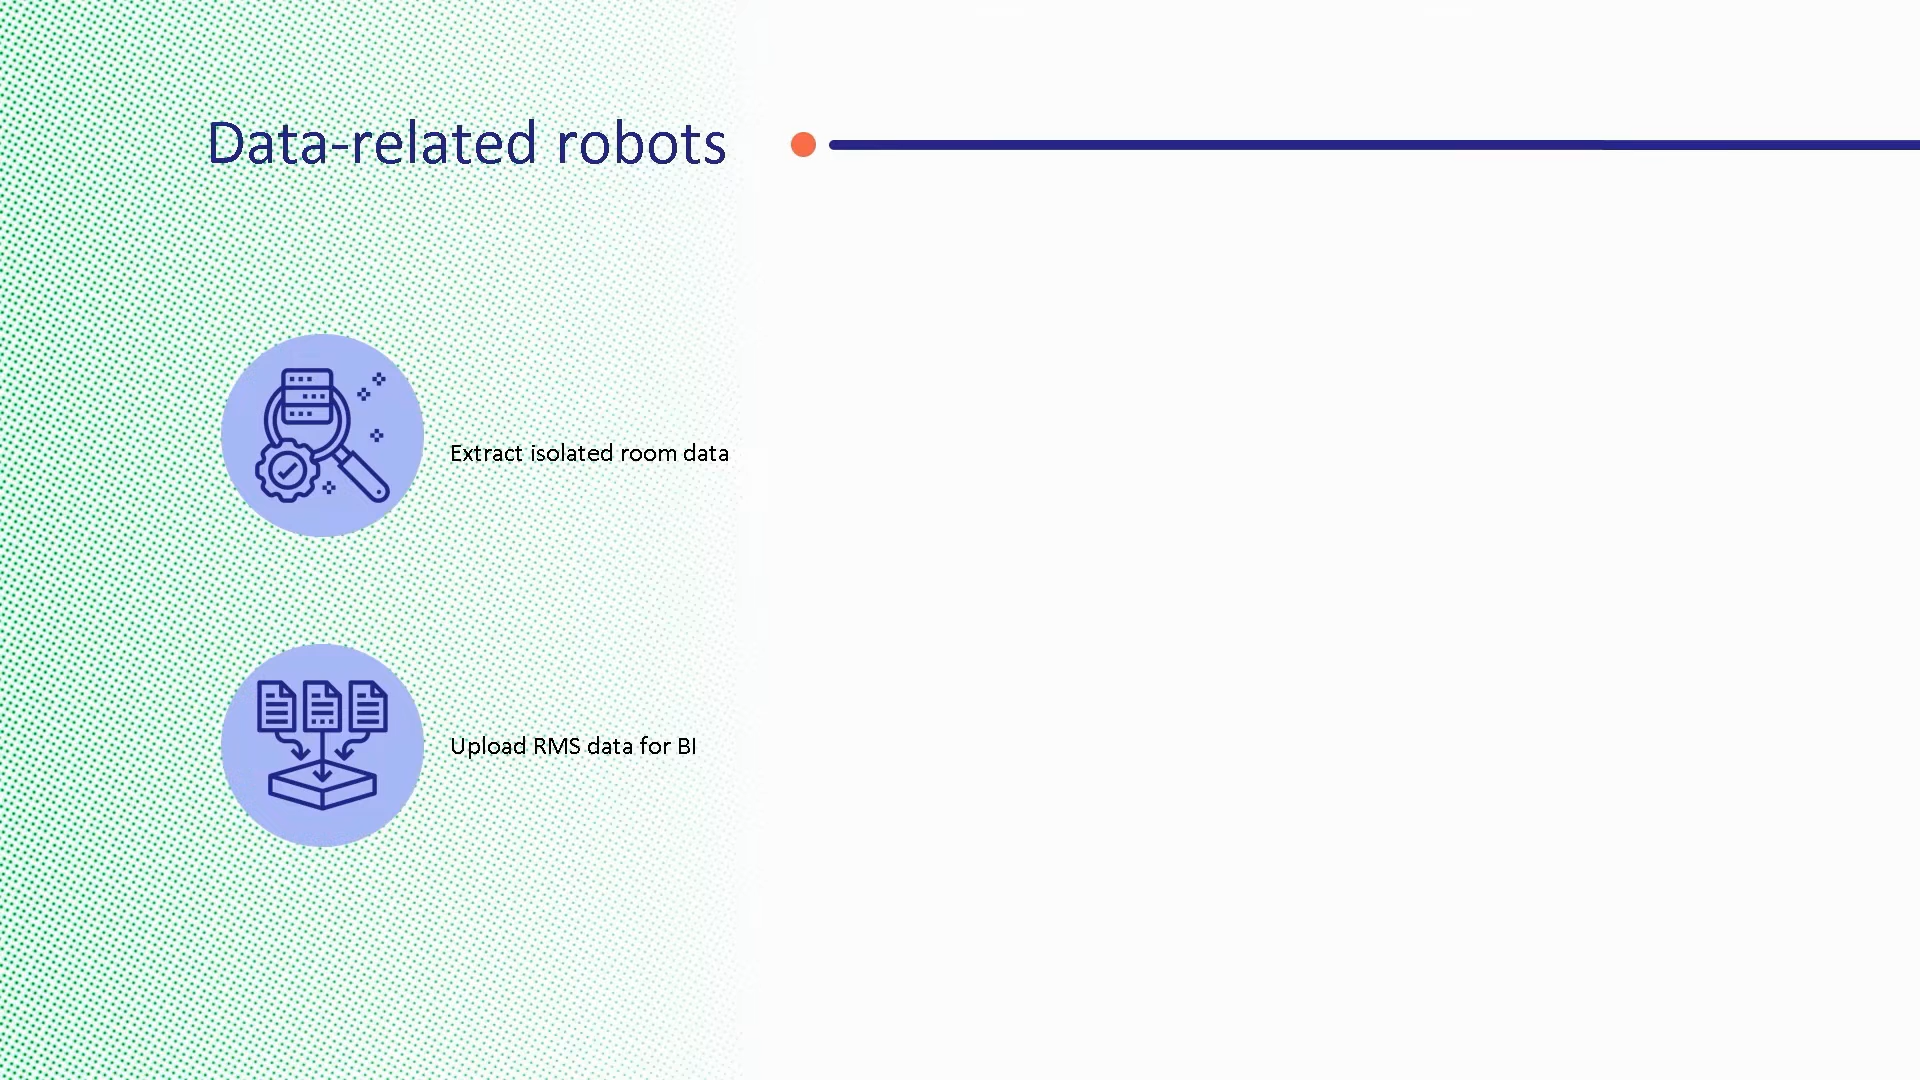 Data-related robots
Extract isolated room data
Upload RMS data for BI